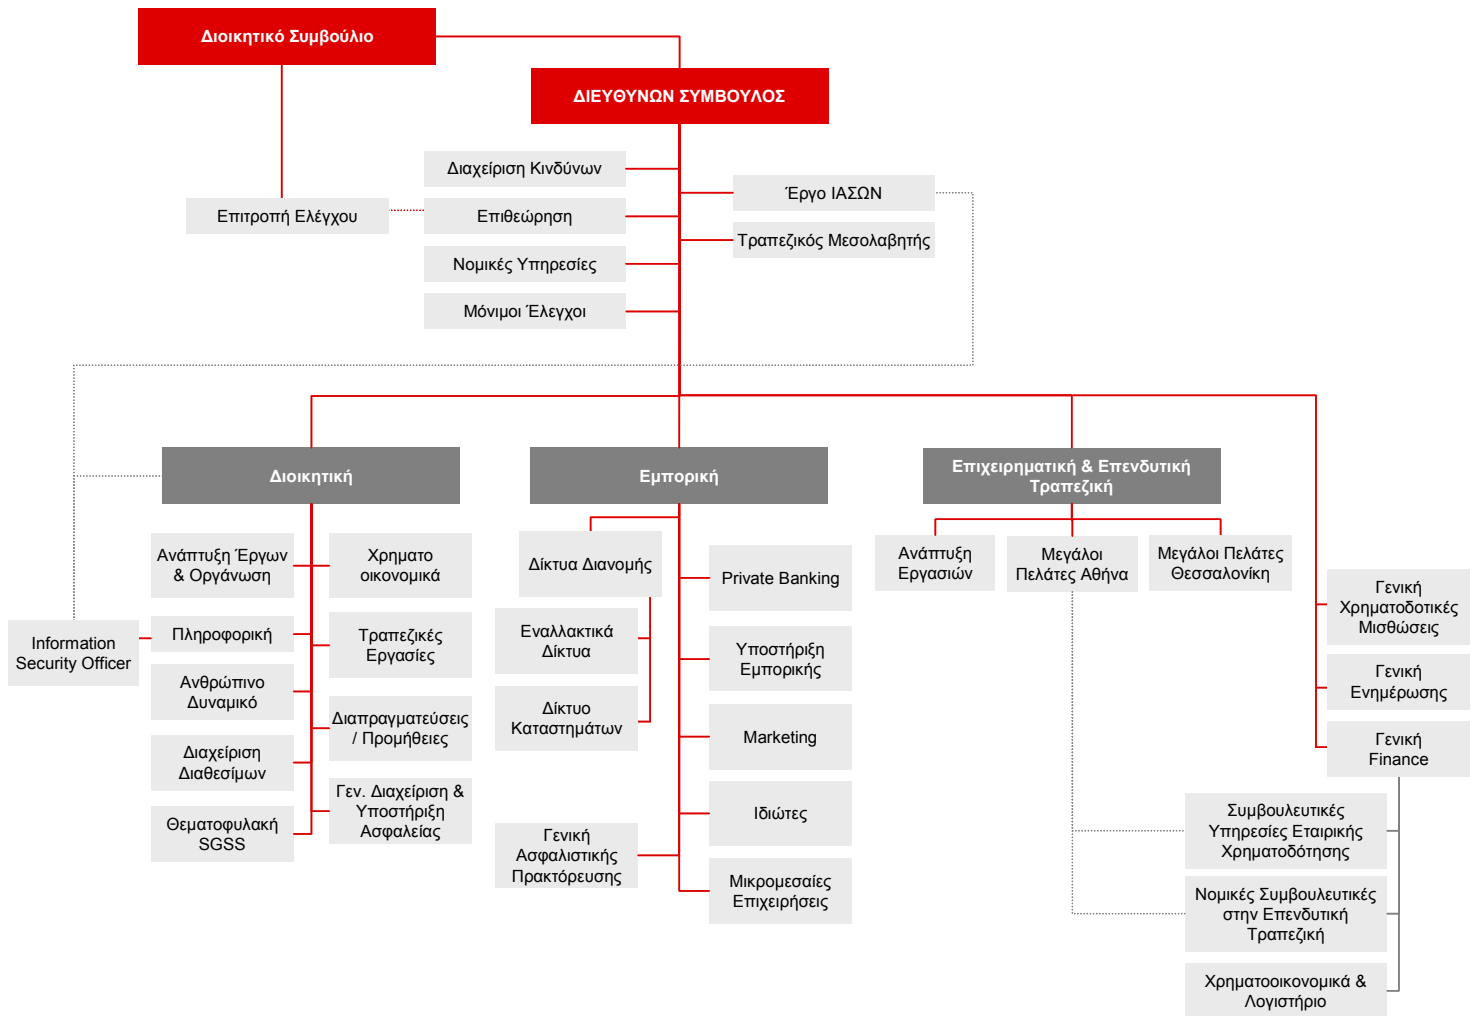 Διοικητικό Συμβούλιο
ΔΙΕΥΘΥΝΩΝ ΣΥΜΒΟΥΛΟΣ
Διαχείριση Κινδύνων
Έργο ΙΑΣΩΝ
Επιτροπή Ελέγχου
Επιθεώρηση
Τραπεζικός Μεσολαβητής
Νομικές Υπηρεσίες
Μόνιμοι Έλεγχοι
Διοικητική
Εμπορική
Επιχειρηματική & Επενδυτική
Τραπεζική
Ανάπτυξη Έργων
& Οργάνωση
Χρηματο
οικονομικά
Information
Security Officer
Πληροφορική
Τραπεζικές
Εργασίες
Ανθρώπινο
Δυναμικό
Διαπραγματεύσεις
/ Προμήθειες
Διαχείριση
Διαθεσίμων
Γεν. Διαχείριση &
Υποστήριξη
Ασφαλείας
Θεματοφυλακή
SGSS
Δίκτυα Διανομής
Private Banking
Εναλλακτικά
Δίκτυα
Υποστήριξη
Εμπορικής
Δίκτυο
Καταστημάτων
Marketing
Ιδιώτες
Γενική
Ασφαλιστικής
Πρακτόρευσης
Μικρομεσαίες
Επιχειρήσεις
Ανάπτυξη
Εργασιών
Μεγάλοι
Πελάτες Αθήνα
Μεγάλοι Πελάτες
Θεσσαλονίκη
Γενική
Χρηματοδοτικές
Μισθώσεις
Γενική
Ενημέρωσης
Γενική
Finance
Συμβουλευτικές
Υπηρεσίες Εταιρικής
Χρηματοδότησης
Νομικές Συμβουλευτικές
στην Επενδυτική
Τραπεζική
Χρηματοοικονομικά &
Λογιστήριο